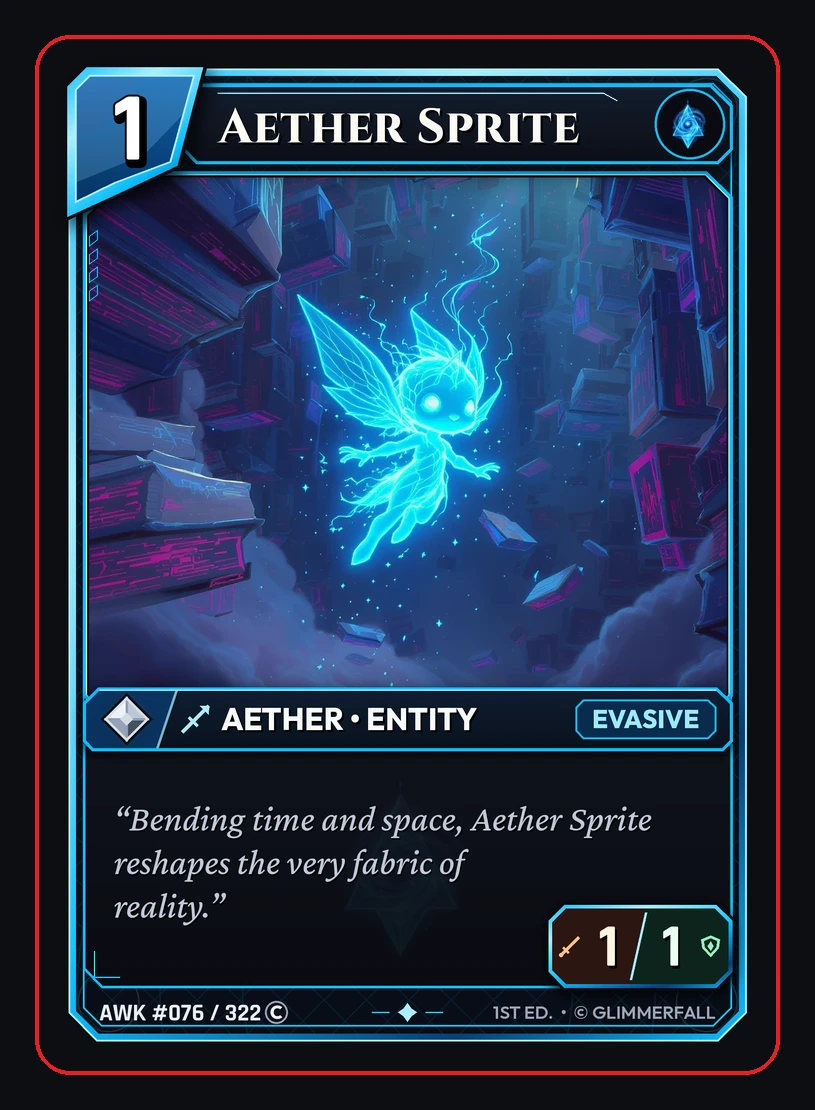 1
AETHER SPRITE
AETHER • ENTITY
EVASIVE
“Bending time and space, Aether Sprite
reshapes the very fabric of
reality.”
1 / 1
AWK #076 / 322 Ⓒ
1ST ED. • © GLIMMERFALL